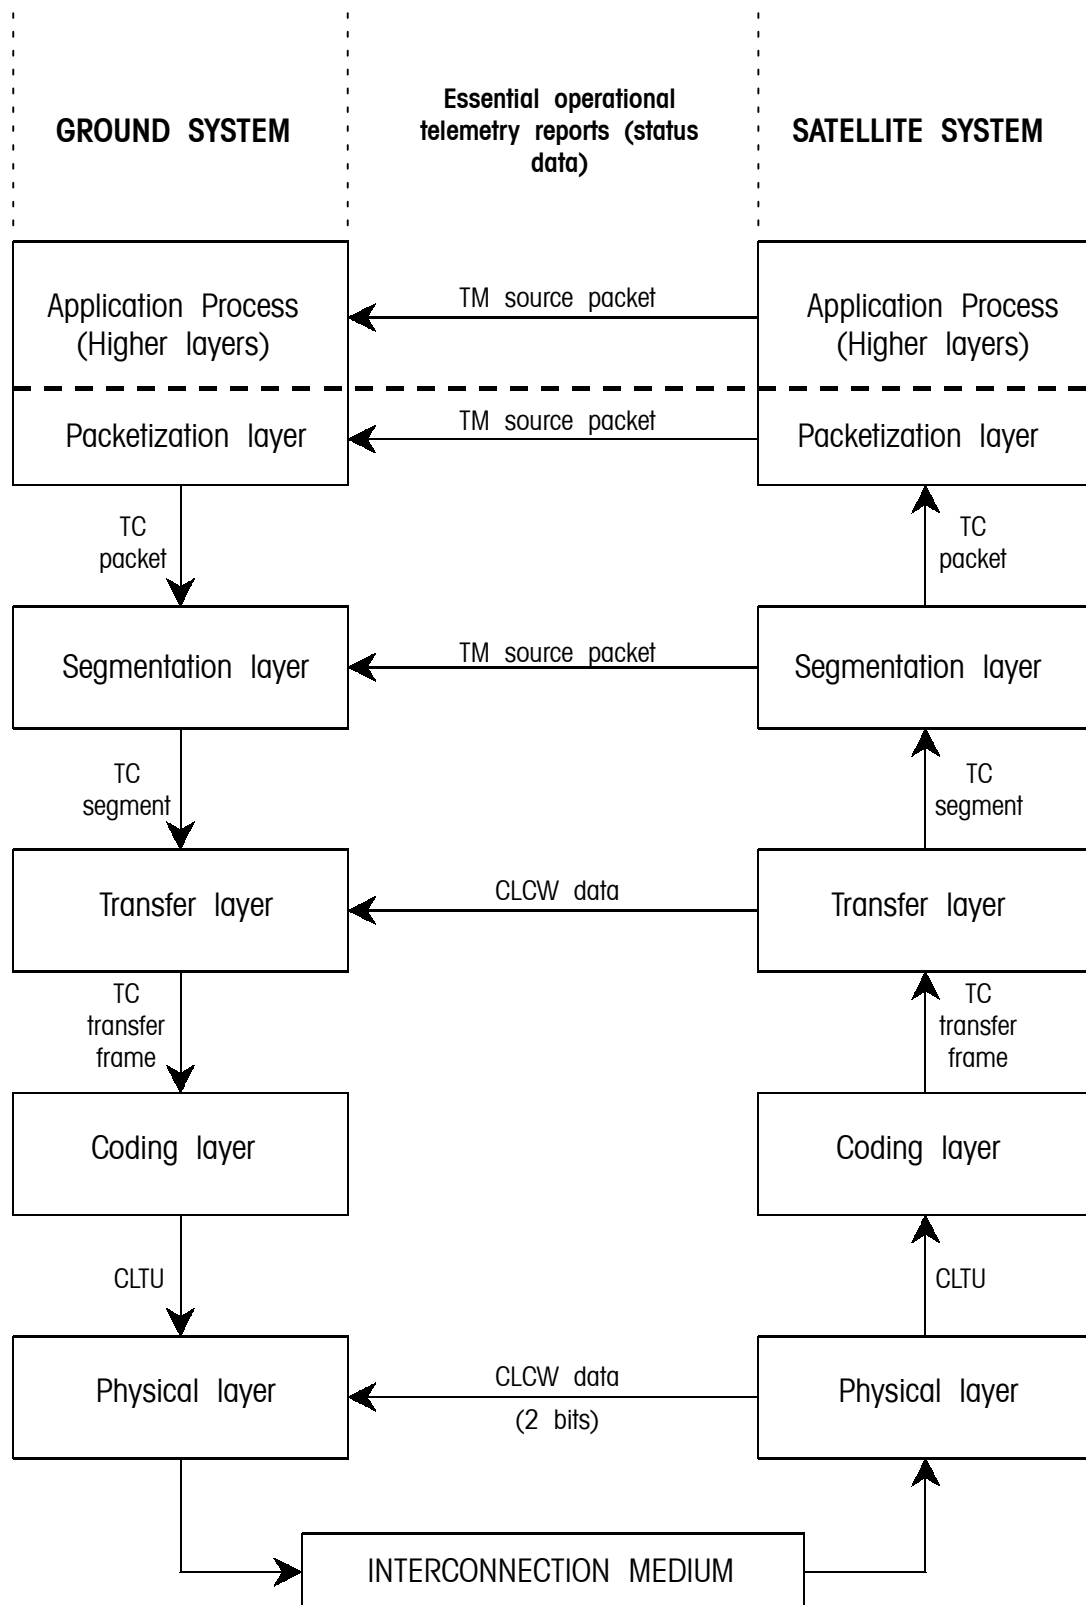 GROUND SYSTEM
Essential operational
telemetry reports (status
data)
SATELLITE SYSTEM
Application Process
(Higher layers)
TM source packet
Application Process
(Higher layers)
Packetization layer
TM source packet
Packetization layer
TC
packet
TC
packet
Segmentation layer
TM source packet
Segmentation layer
TC
segment
TC
segment
Transfer layer
CLCW data
Transfer layer
TC
transfer
frame
TC
transfer
frame
Coding layer
Coding layer
CLTU
CLTU
Physical layer
CLCW data
(2 bits)
Physical layer
INTERCONNECTION MEDIUM